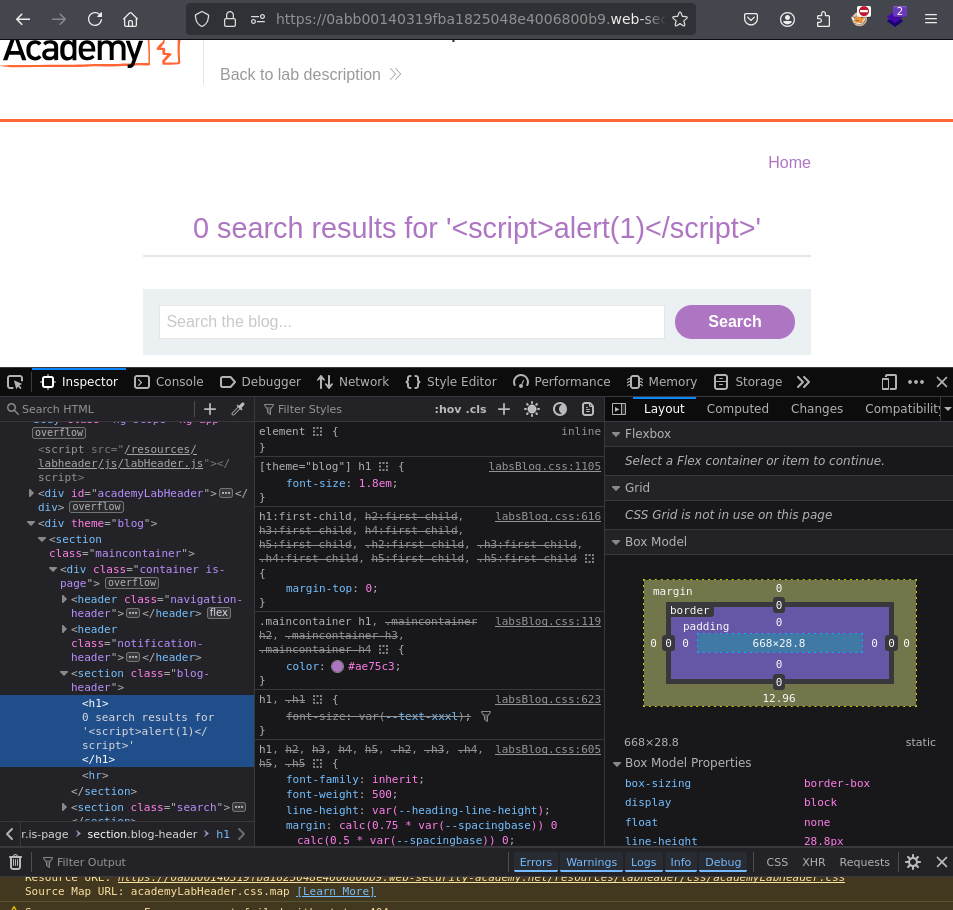 https://0abb00140319fba1825048e4006800b9.web-sec
2
Academy
Back to lab description
Home
0 search results for '<script>alert(1)</script>'
Search the blog...
Search
Inspector Console Debugger Network Style Editor Performance Memory Storage
Search HTML
overflow
<script src="/resources/
labheader/js/labHeader.js"></
script>
<div id="academyLabHeader"></
div> overflow
<div theme="blog">
<section
class="maincontainer">
<div class="container is-
page"> overflow
<header class="navigation-
header"></header> flex
<header
class="notification-
header"></header>
<section class="blog-
header">
<h1>
0 search results for
'<script>alert(1)</
script>'
</h1>
<hr>
</section>
<section class="search">
r.is-page > section.blog-header > h1
Filter Styles :hov .cls
element { inline
}
[theme="blog"] h1 { labsBlog.css:1105
font-size: 1.8em;
}
h1:first-child, h2:first-child, labsBlog.css:616
h3:first-child, h4:first-child,
h5:first-child, .h2:first-child, .h3:first-child,
.h4:first-child, h5:first-child, .h5:first-child
{
margin-top: 0;
}
.maincontainer h1, .maincontainer labsBlog.css:119
h2, .maincontainer h3,
.maincontainer h4 {
color: #ae75c3;
}
h1, .h1 { labsBlog.css:623
font-size: var(--text-xxxl);
}
h1, h2, h3, h4, h5, .h2, .h3, .h4, labsBlog.css:605
h5, .h5 {
font-family: inherit;
font-weight: 500;
line-height: var(--heading-line-height);
margin: calc(0.75 * var(--spacingbase)) 0
calc(0.5 * var(--spacingbase)) 0;
Layout Computed Changes Compatibility
Flexbox
Select a Flex container or item to continue.
Grid
CSS Grid is not in use on this page
Box Model
margin 0
border 0
padding 0
0 0 0 668×28.8 0 0 0
0
0
12.96
668×28.8 static
Box Model Properties
box-sizing border-box
display block
float none
line-height 28.8px
Filter Output Errors Warnings Logs Info Debug CSS XHR Requests
Resource URL: https://0abb00140319fba1825048e4006800b9.web-security-academy.net/resources/labheader/css/academyLabHeader.css
Source Map URL: academyLabHeader.css.map [Learn More]